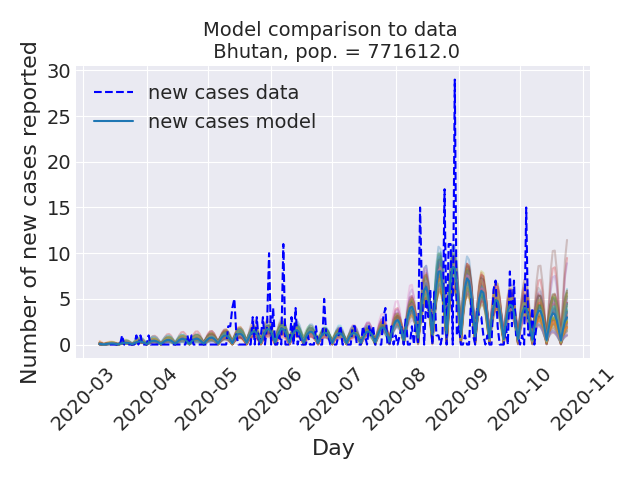 Model comparison to data
Bhutan, pop. = 771612.0
Number of new cases reported
30
25
20
15
10
5
0
new cases data
new cases model
2020-03
2020-04
2020-05
2020-06
2020-07
2020-08
2020-09
2020-10
2020-11
Day